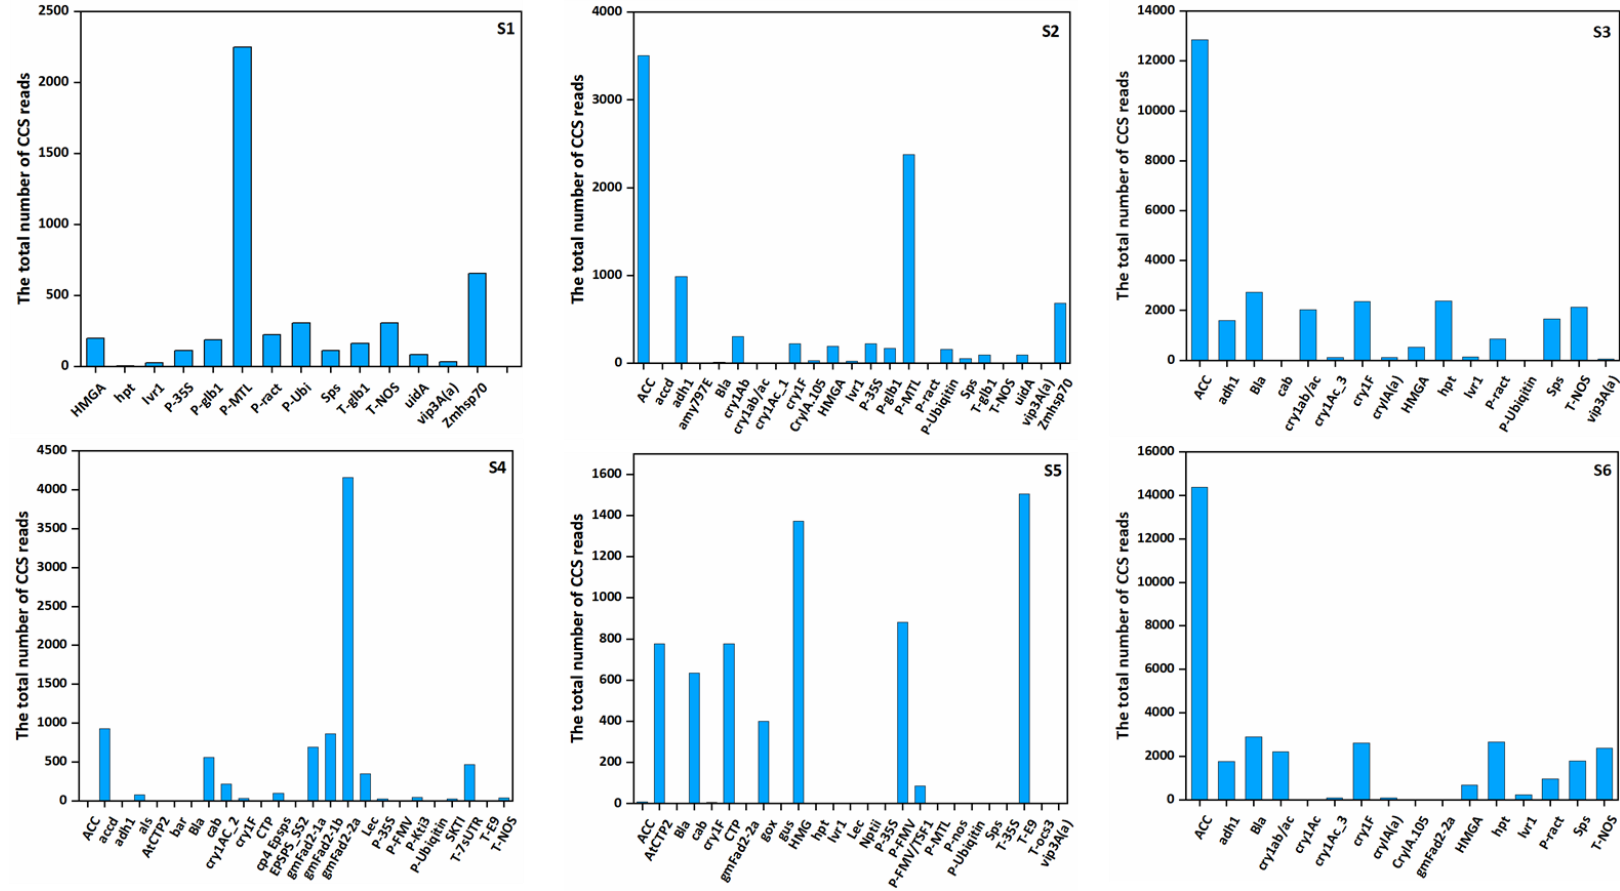 S1
The total number of CCS reads
2500
2000
1500
1000
500
0
HMGA
hpt
Ivr1
P-35S
P-glb1
P-MTL
P-ract
P-Ubi
Sps
T-glb1
T-NOS
uidA
vip3A(a)
Zmhsp70
S2
The total number of CCS reads
4000
3000
2000
1000
0
ACC
accd
adh1
amy797E
Bla
cry1Ab
cry1ab/ac
cry1Ac_1
cry1F
CryIA.105
HMGA
Ivr1
P-35S
P-glb1
P-MTL
P-ract
P-Ubiqitin
Sps
T-glb1
T-NOS
uidA
vip3A(a)
Zmhsp70
S3
The total number of CCS reads
14000
12000
10000
8000
6000
4000
2000
0
ACC
adh1
Bla
cab
cry1ab/ac
cry1Ac_3
cry1F
cryIA(a)
HMGA
hpt
Ivr1
P-ract
P-Ubiqitin
Sps
T-NOS
vip3A(a)
S4
The total number of CCS reads
4500
4000
3500
3000
2500
2000
1500
1000
500
0
ACC
accd
adh1
als
AtCTP2
bar
Bla
cab
cry1AC_2
cry1F
CTP
cp4 Epsps
EPSPS_SS2
gmFad2-1a
gmFad2-1b
gmFad2-2a
Lec
P-35S
P-FMV
P-Kti3
P-Ubiqitin
SKTI
T-7sUTR
T-E9
T-NOS
S5
The total number of CCS reads
1600
1400
1200
1000
800
600
400
200
0
ACC
AtCTP2
Bla
cab
cry1F
CTP
gmFad2-2a
gox
gus
HMG
hpt
Ivr1
Lec
Nptii
P-35S
P-FMV
P-FMV/TSF1
P-MTL
P-nos
P-Ubiqitin
Sps
T-35S
T-E9
T-ocs3
vip3A(a)
S6
The total number of CCS reads
16000
14000
12000
10000
8000
6000
4000
2000
0
ACC
adh1
Bla
cry1ab/ac
cry1Ac
cry1Ac_3
cry1F
cryIA(a)
CryIA.105
gmFad2-2a
HMGA
hpt
Ivr1
P-ract
Sps
T-NOS